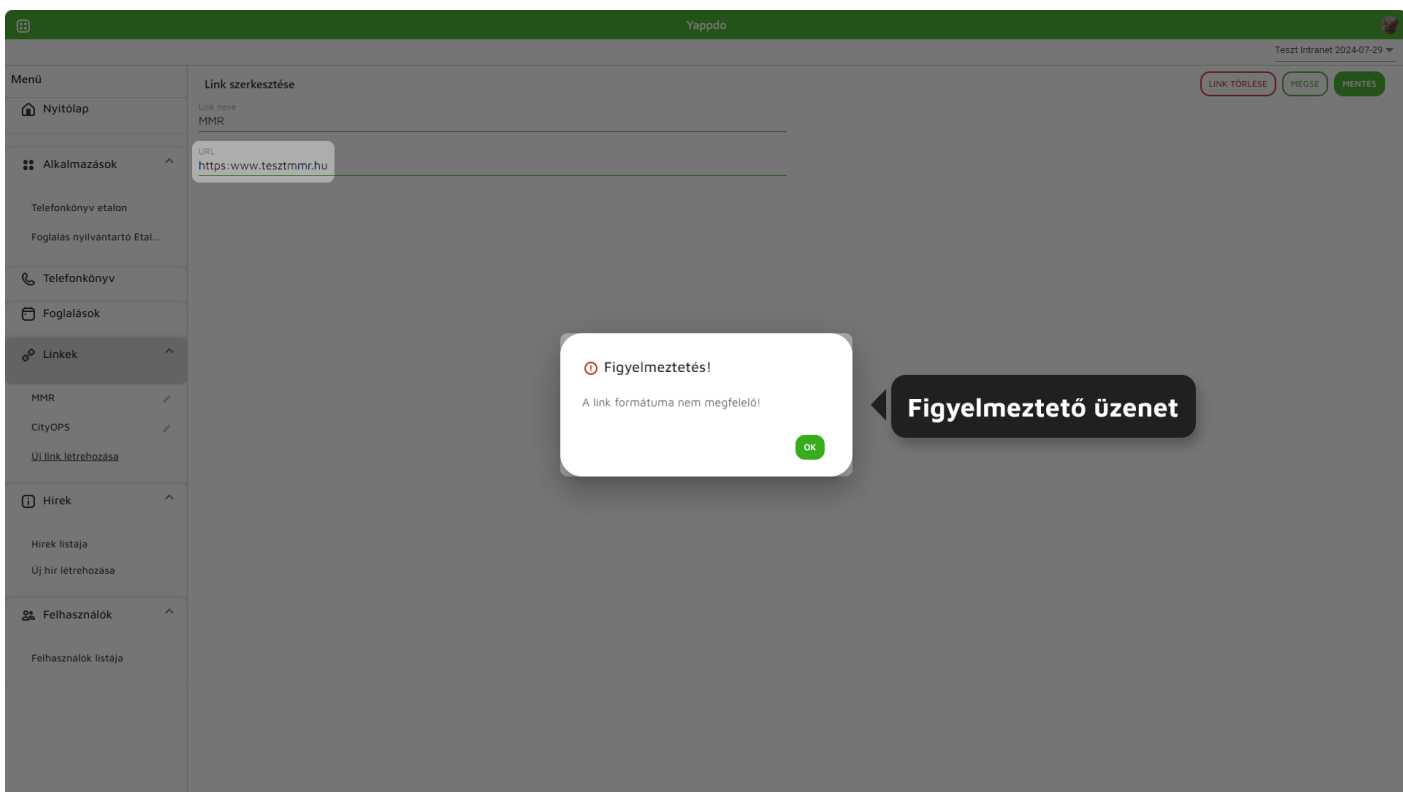 Yappdo
Teszt Intranet 2024-07-29
Menü
Nyitólap
Alkalmazások
Telefonkönyv etalon
Foglalás nyilvántartó Etal...
Telefonkönyv
Foglalások
Linkek
MMR
CityOPS
Új link létrehozása
Hírek
Hírek listája
Új hír létrehozása
Felhasználók
Felhasználók listája
Link szerkesztése
LINK TÖRLÉSE MÉGSE MENTÉS
Link neve
MMR
URL
https:www.tesztmmr.hu
Figyelmeztetés!
A link formátuma nem megfelelő!
OK
Figyelmeztető üzenet